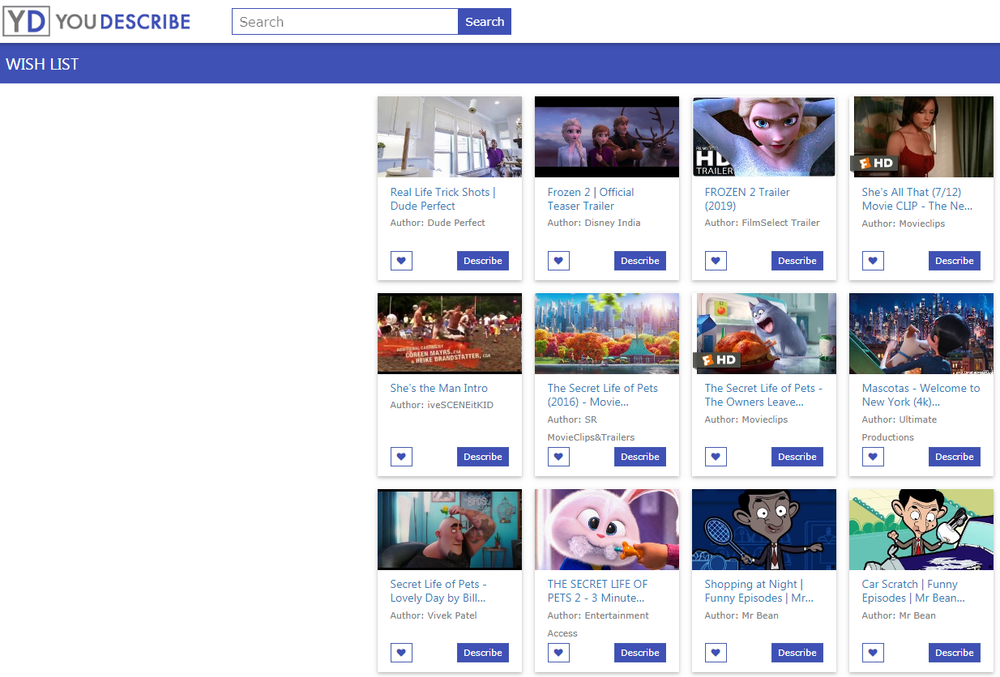 YD YOUDESCRIBE
Search
Search
WISH LIST
Real Life Trick Shots |
Dude Perfect
Author: Dude Perfect
Describe
Frozen 2 | Official
Teaser Trailer
Author: Disney India
Describe
FILMSELECT
HD
TRAILER
FROZEN 2 Trailer
(2019)
Author: FilmSelect Trailer
Describe
HD
She's All That (7/12)
Movie CLIP - The Ne...
Author: Movieclips
Describe
ADDITIONAL CASTING BY
COREEN MAYRS, CSA
& HEIKE BRANDSTATTER, CSA
She's the Man Intro
Author: iveSCENEitKID
Describe
The Secret Life of Pets
(2016) - Movie...
Author: SR
MovieClips&Trailers
Describe
HD
The Secret Life of Pets -
The Owners Leave...
Author: Movieclips
Describe
Mascotas - Welcome to
New York (4k)...
Author: Ultimate
Productions
Describe
BIRDS
Secret Life of Pets -
Lovely Day by Bill...
Author: Vivek Patel
Describe
THE SECRET LIFE OF
PETS 2 - 3 Minute...
Author: Entertainment
Access
Describe
Shopping at Night |
Funny Episodes | Mr...
Author: Mr Bean
Describe
Car Scratch | Funny
Episodes | Mr Bean...
Author: Mr Bean
Describe